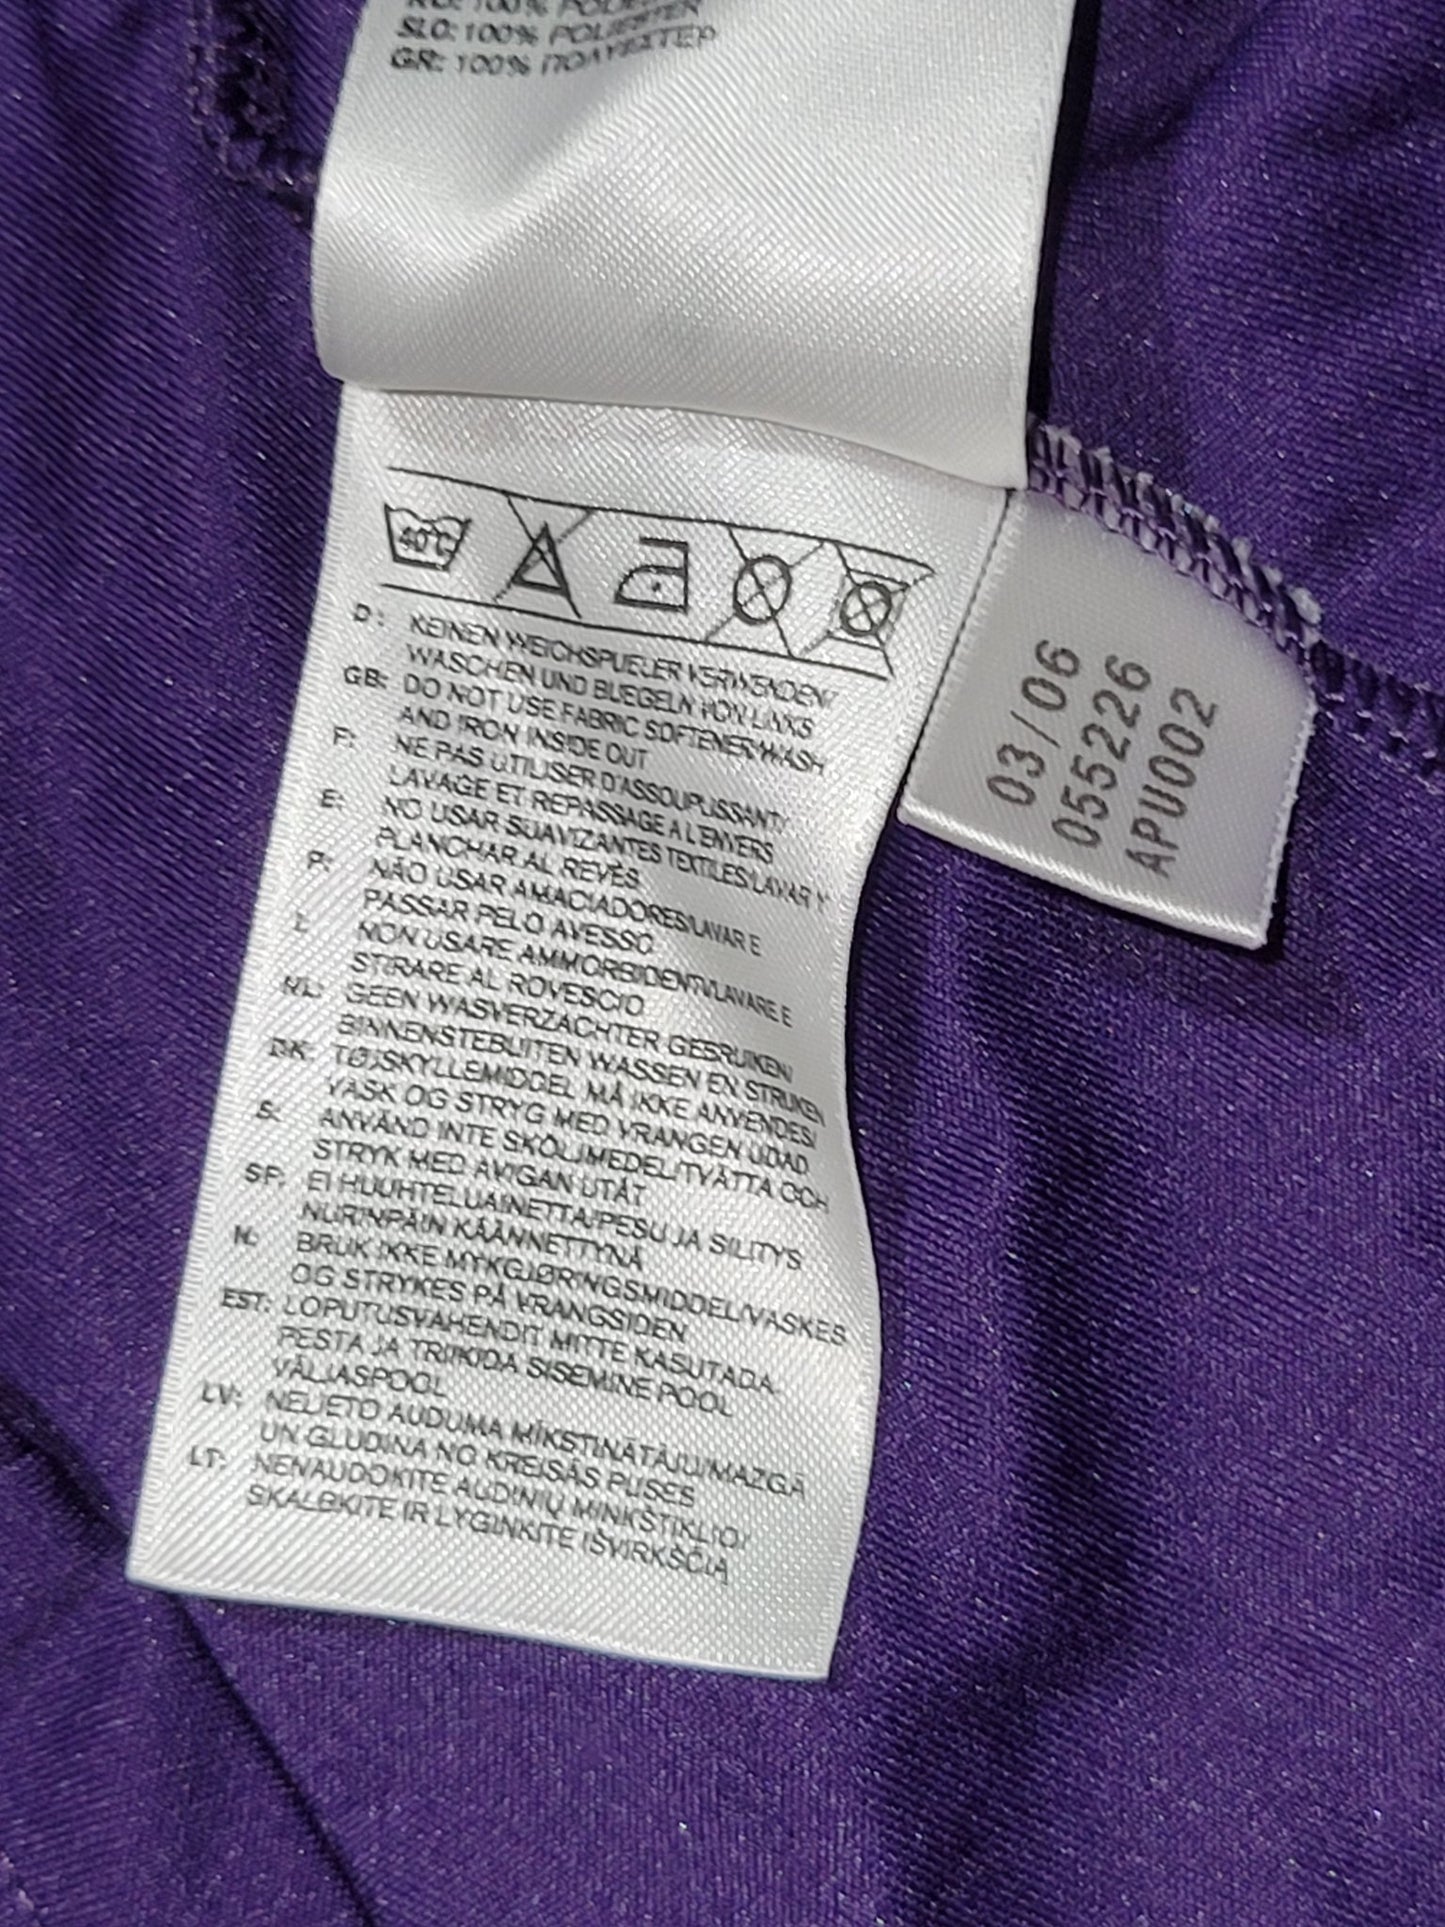 RO: 100% POLIESTER
SLO: 100% POLIESTER
GR: 100% ΠΟΛΥΕΣΤΕΡ
40°C
D: KEINEN WEICHSPUELER VERWENDEN/
WASCHEN UND BUEGELN VON LINKS
GB: DO NOT USE FABRIC SOFTENER/WASH
AND IRON INSIDE OUT
F: NE PAS UTILISER D'ASSOUPLISSANT/
LAVAGE ET REPASSAGE A L'ENVERS
E: NO USAR SUAVIZANTES TEXTILES/LAVAR Y
PLANCHAR AL REVÉS
P: NÃO USAR AMACIADORES/LAVAR E
PASSAR PELO AVESSO
I: NON USARE AMMORBIDENTI/LAVARE E
STIRARE AL ROVESCIO
NL: GEEN WASVERZACHTER GEBRUIKEN/
BINNENSTEBUITEN WASSEN EN STRIJKEN
DK: TØJSKYLLEMIDDEL MÅ IKKE ANVENDES/
VASK OG STRYG MED VRANGEN UDAD
S: ANVÄND INTE SKÖLJMEDEL/TVÄTTA OCH
STRYK MED AVIGAN UTÅT
SF: EI HUUHTELUAINETTA/PESU JA SILITYS
NURINPÄIN KÄÄNNETTYNÄ
N: BRUK IKKE MYKGJØRINGSMIDDEL/VASKES
OG STRYKES PÅ VRANGSIDEN
EST: LOPUTUSVAHENDIT MITTE KASUTADA.
PESTA JA TRIIKIDA SISEMINE POOL
VÄLJASPOOL
LV: NELIETO AUDUMA MĪKSTINĀTĀJU/MAZGĀ
UN GLUDINA NO KREISĀS PUSES
LT: NENAUDOKITE AUDINIŲ MINKŠTIKLIO/
SKALBKITE IR LYGINKITE IŠVIRKŠČIĄ
03/06
055226
APU002